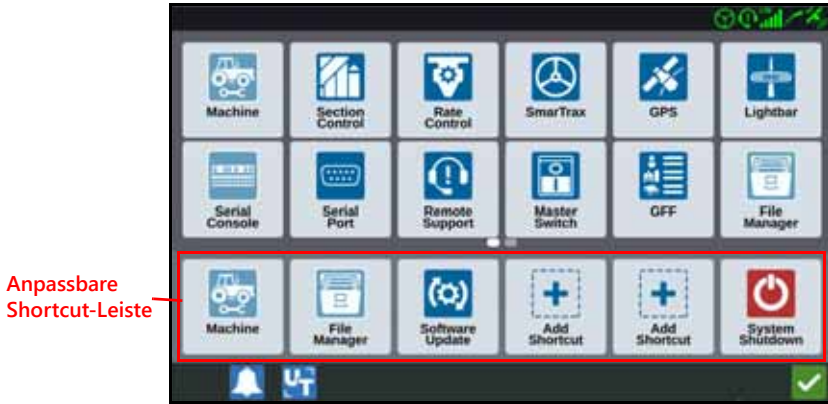 Machine
Section
Control
Rate
Control
SmarTrax
GPS
Lightbar
Serial
Console
Serial
Port
Remote
Support
Master
Switch
GFF
File
Manager
Anpassbare
Shortcut-Leiste
Machine
File
Manager
Software
Update
Add
Shortcut
Add
Shortcut
System
Shutdown
UT